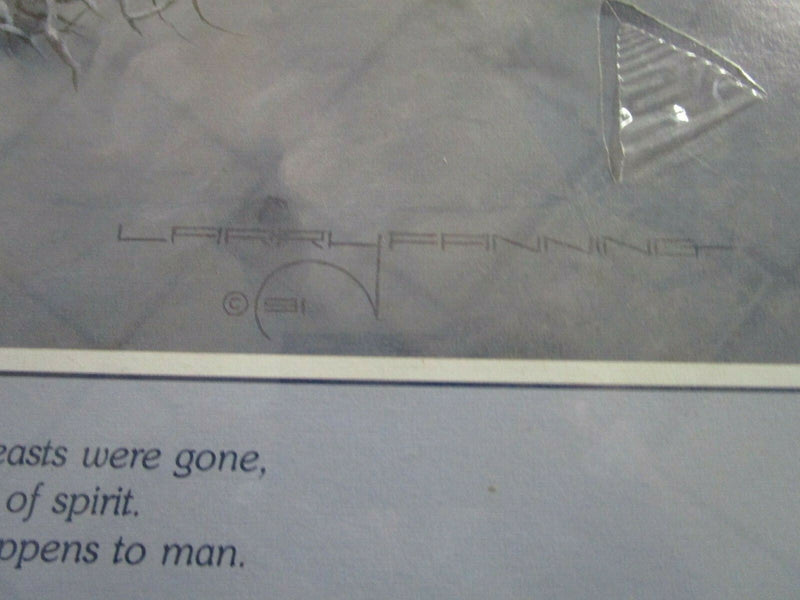 LARRY FANNING
© 91
easts were gone,
of spirit.
ppens to man.